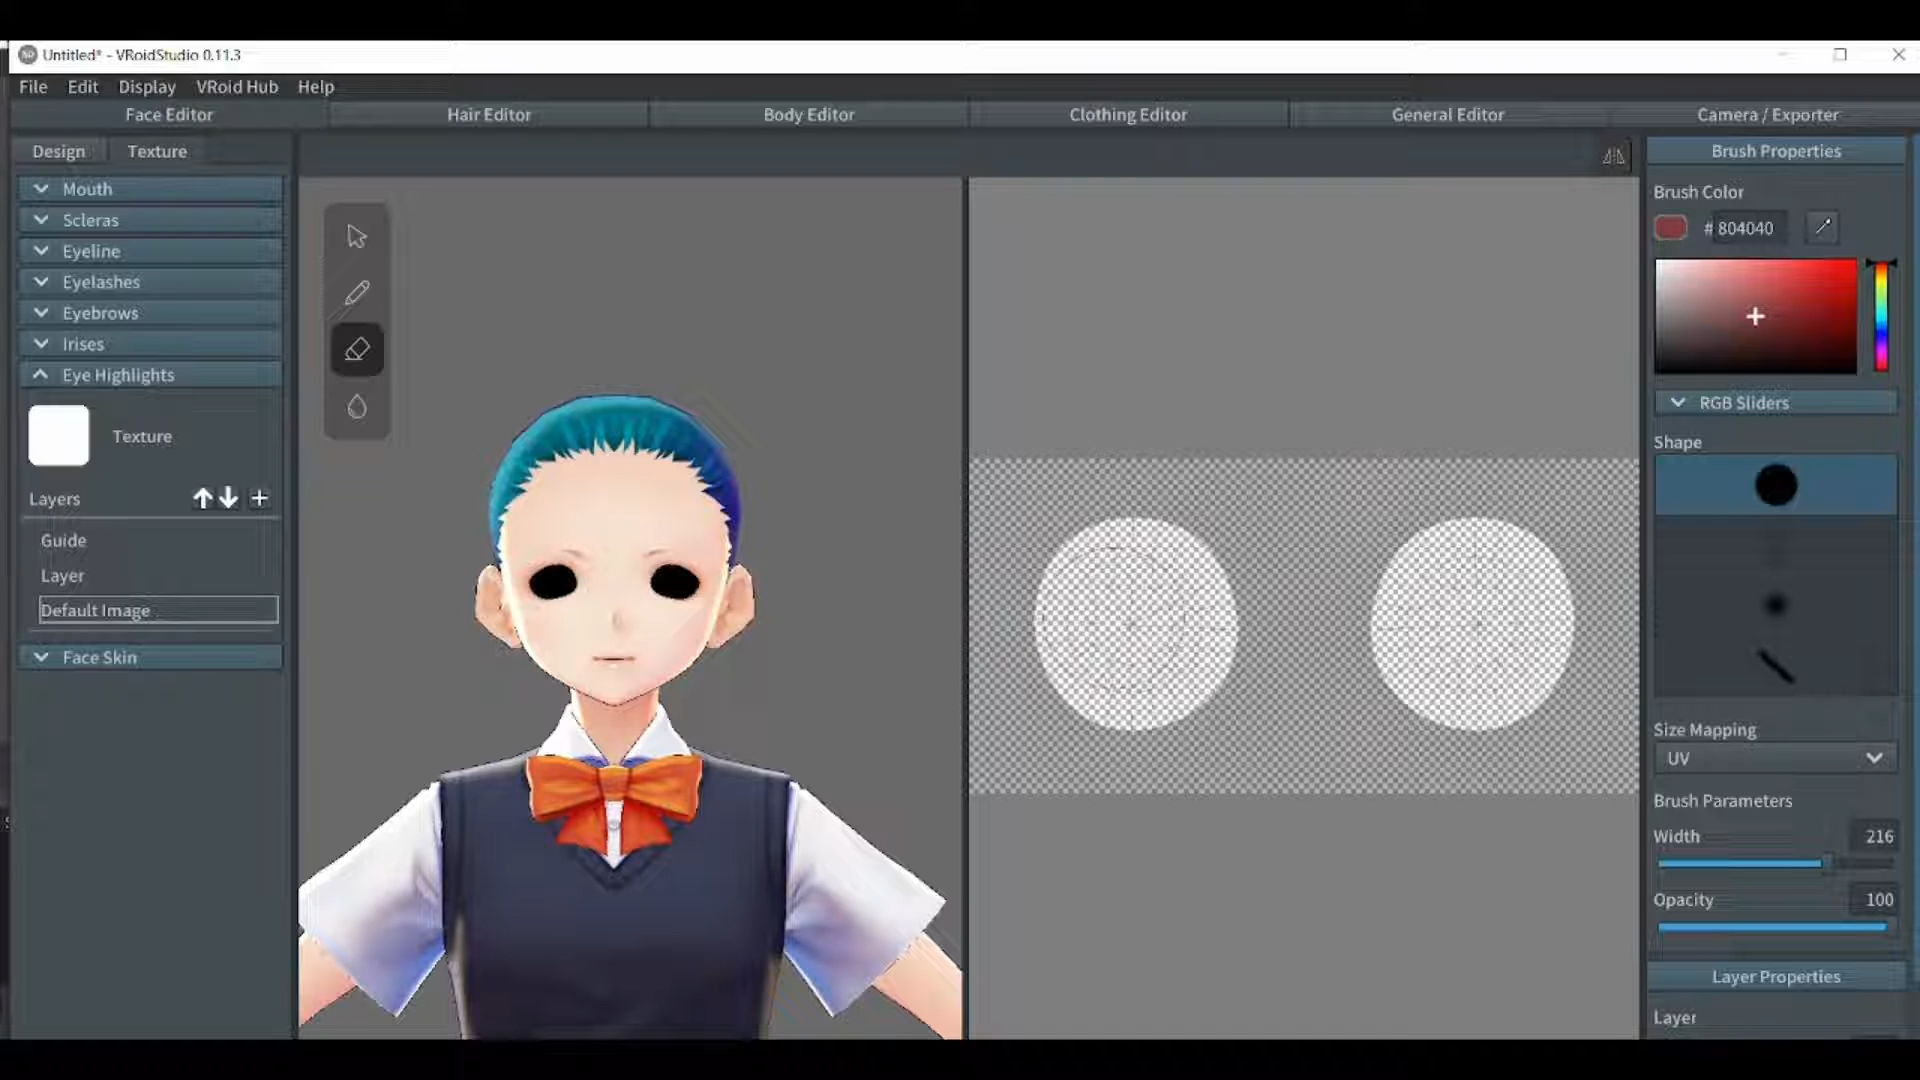 Untitled* - VRoidStudio 0.11.3
File Edit Display VRoid Hub Help
Face Editor Hair Editor Body Editor Clothing Editor General Editor Camera / Exporter
Design Texture
Mouth
Scleras
Eyeline
Eyelashes
Eyebrows
Irises
Eye Highlights
Texture
Layers
Guide
Layer
Default Image
Face Skin
Brush Properties
Brush Color
# 804040
RGB Sliders
Shape
Size Mapping
UV
Brush Parameters
Width 216
Opacity 100
Layer Properties
Layer